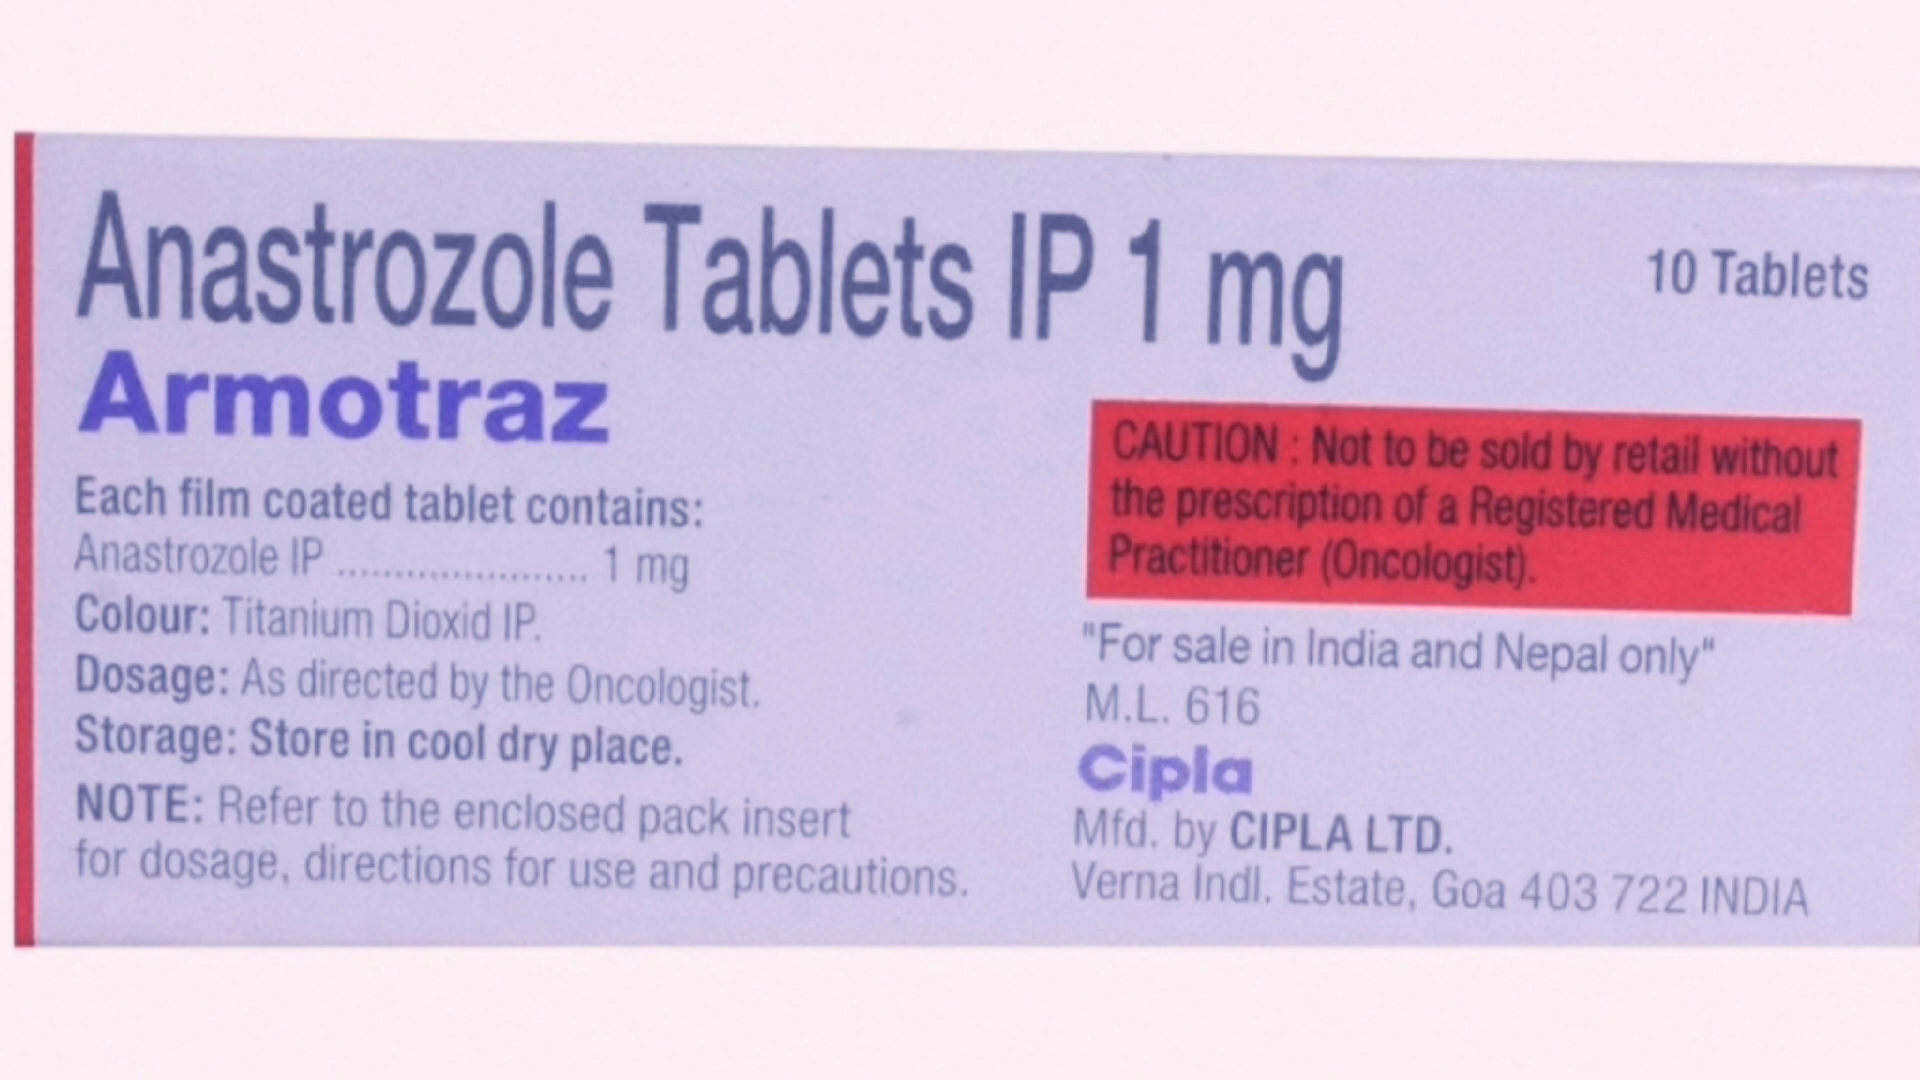 Anastrozole Tablets IP 1 mg
10 Tablets
Armotraz
Each film coated tablet contains:
Anastrozole IP ...................... 1 mg
Colour: Titanium Dioxid IP.
Dosage: As directed by the Oncologist.
Storage: Store in cool dry place.
NOTE: Refer to the enclosed pack insert
for dosage, directions for use and precautions.
CAUTION : Not to be sold by retail without
the prescription of a Registered Medical
Practitioner (Oncologist).
"For sale in India and Nepal only"
M.L. 616
Cipla
Mfd. by CIPLA LTD.
Verna Indl. Estate, Goa 403 722 INDIA